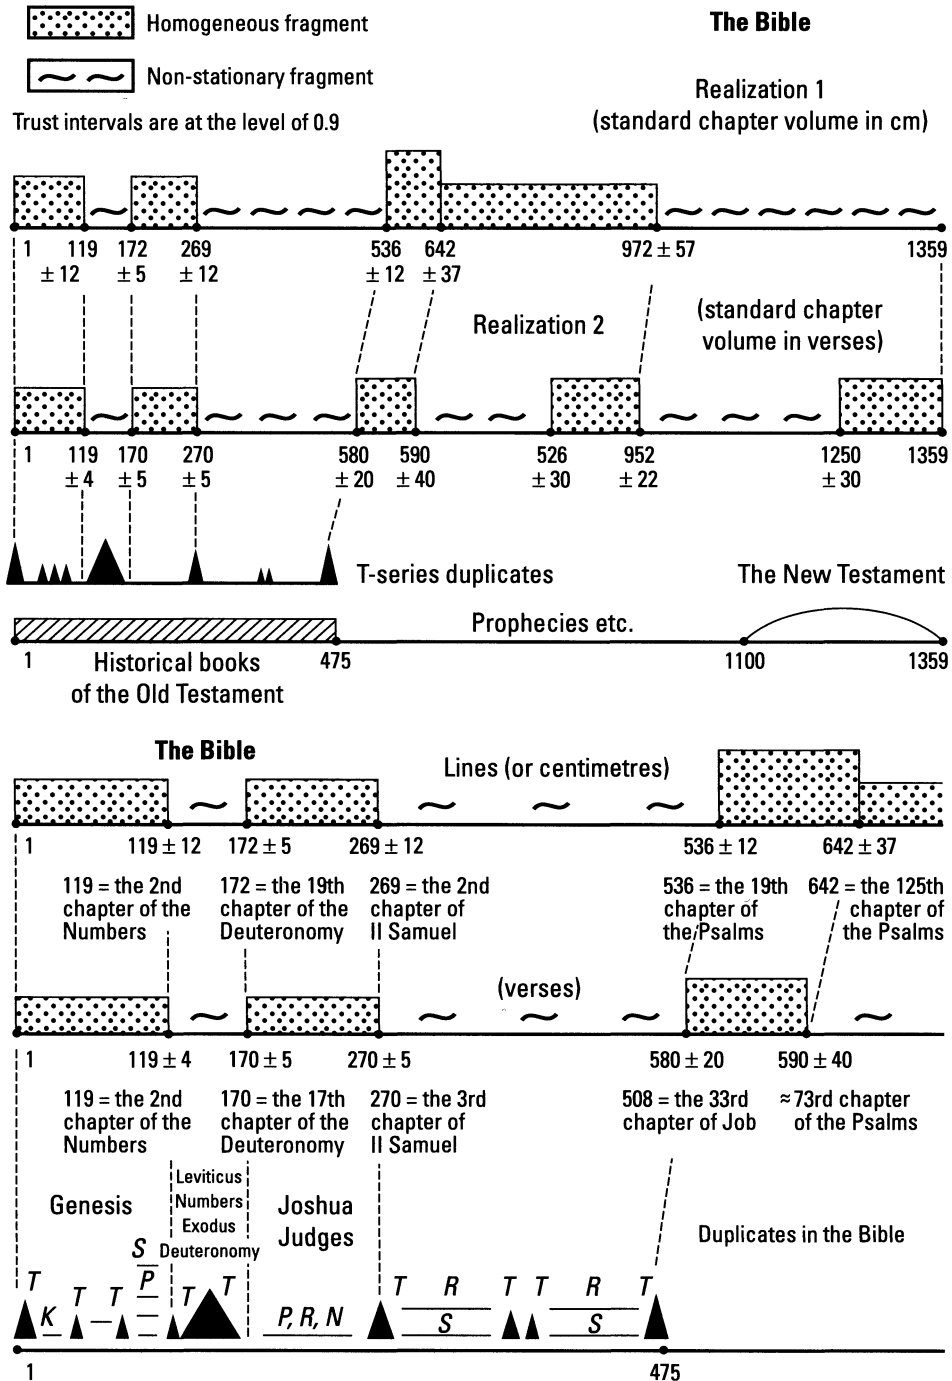 Homogeneous fragment
The Bible
Non-stationary fragment
Realization 1
(standard chapter volume in cm)
Trust intervals are at the level of 0.9
1 119 172 269 536 642 972 ± 57 1359
± 12 ± 5 ± 12 ± 12 ± 37
Realization 2
(standard chapter
volume in verses)
1 119 170 270 580 590 526 952 1250 1359
± 4 ± 5 ± 5 ± 20 ± 40 ± 30 ± 22 ± 30
T-series duplicates
The New Testament
Prophecies etc.
1 475 1100 1359
Historical books
of the Old Testament
The Bible
Lines (or centimetres)
1 119 ± 12 172 ± 5 269 ± 12 536 ± 12 642 ± 37
119 = the 2nd
chapter of the
Numbers
172 = the 19th
chapter of the
Deuteronomy
269 = the 2nd
chapter of
II Samuel
536 = the 19th
chapter of
the Psalms
642 = the 125th
chapter of
the Psalms
(verses)
1 119 ± 4 170 ± 5 270 ± 5 580 ± 20 590 ± 40
119 = the 2nd
chapter of the
Numbers
170 = the 17th
chapter of the
Deuteronomy
270 = the 3rd
chapter of
II Samuel
508 = the 33rd
chapter of Job
≈ 73rd chapter
of the Psalms
Genesis
Leviticus
Numbers
Exodus
Deuteronomy
Joshua
Judges
Duplicates in the Bible
T K T T S P T T P, R, N T R S T T R S T
1 475